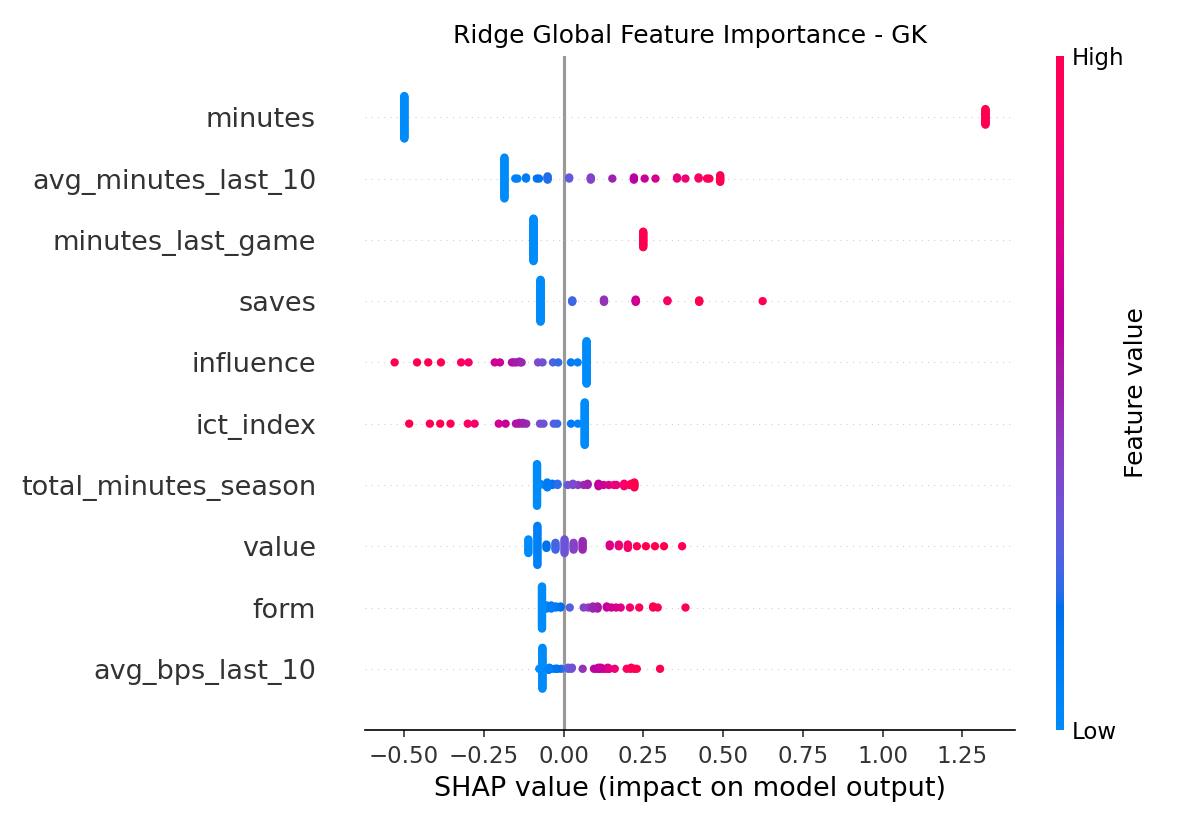 Ridge Global Feature Importance - GK
High
minutes
avg_minutes_last_10
minutes_last_game
saves
influence
ict_index
total_minutes_season
value
form
avg_bps_last_10
Feature value
Low
−0.50 −0.25 0.00 0.25 0.50 0.75 1.00 1.25
SHAP value (impact on model output)